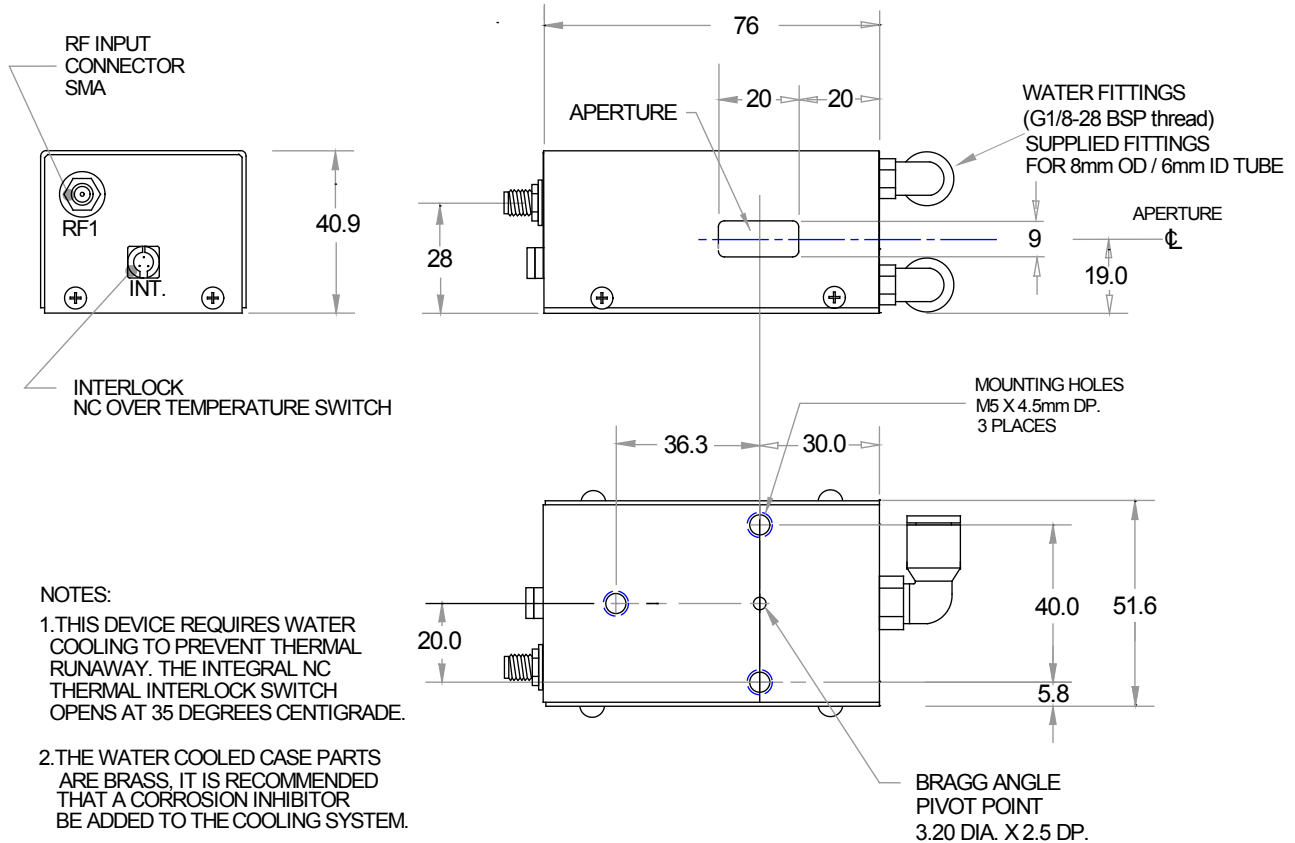 RF INPUT
CONNECTOR
SMA
76
20
20
APERTURE
WATER FITTINGS
(G1/8-28 BSP thread)
SUPPLIED FITTINGS
FOR 8mm OD / 6mm ID TUBE
RF1
40.9
28
9
APERTURE
℄
19.0
INT.
INTERLOCK
NC OVER TEMPERATURE SWITCH
MOUNTING HOLES
M5 X 4.5mm DP.
3 PLACES
36.3
30.0
20.0
40.0
51.6
5.8
NOTES:
1.THIS DEVICE REQUIRES WATER
COOLING TO PREVENT THERMAL
RUNAWAY. THE INTEGRAL NC
THERMAL INTERLOCK SWITCH
OPENS AT 35 DEGREES CENTIGRADE.
2.THE WATER COOLED CASE PARTS
ARE BRASS, IT IS RECOMMENDED
THAT A CORROSION INHIBITOR
BE ADDED TO THE COOLING SYSTEM.
BRAGG ANGLE
PIVOT POINT
3.20 DIA. X 2.5 DP.